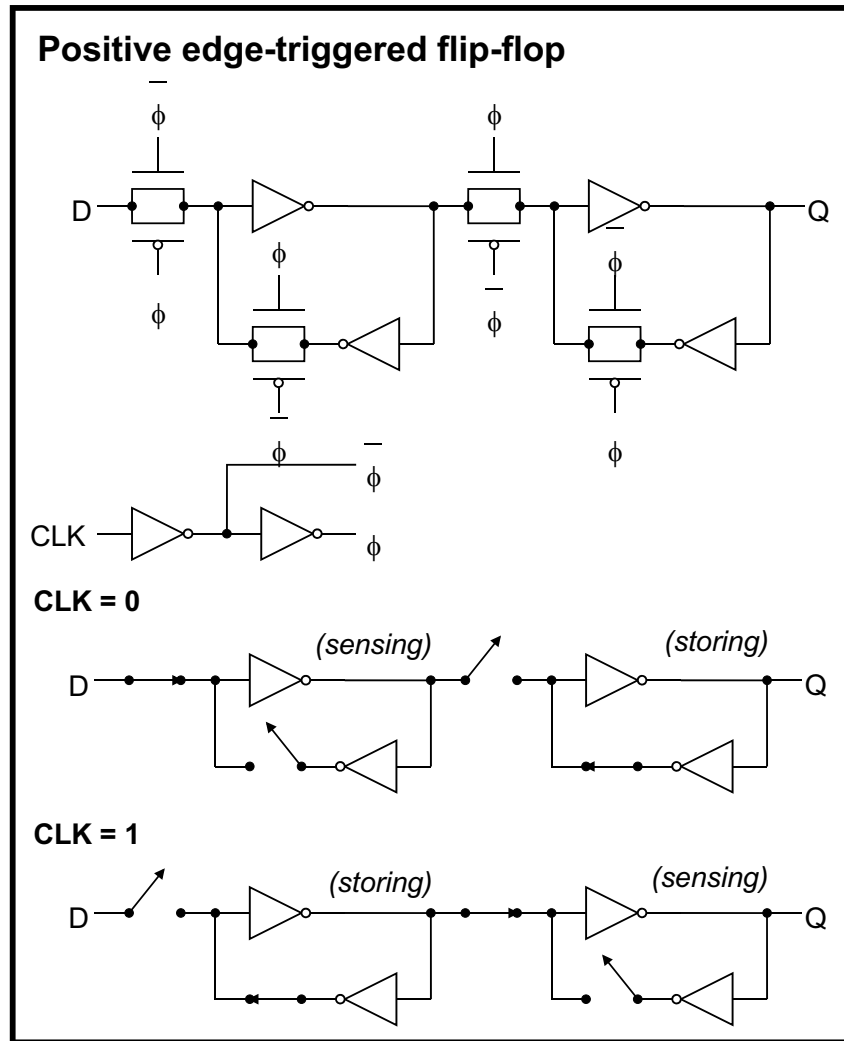 Positive edge-triggered flip-flop
ϕ̅ ϕ
D Q
ϕ ϕ̅
ϕ ϕ̅
ϕ̅ ϕ
ϕ̅
CLK ϕ
CLK = 0
(sensing) (storing)
D Q
CLK = 1
(storing) (sensing)
D Q